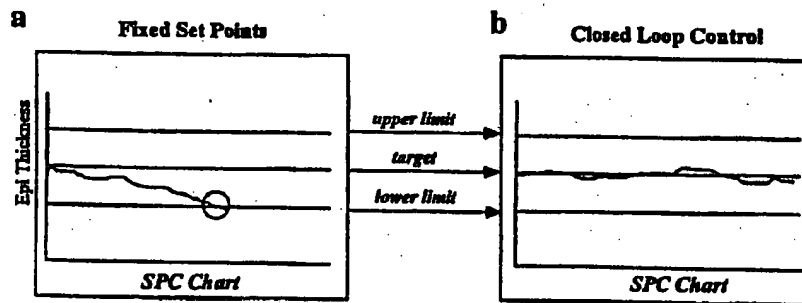 a
Fixed Set Points
Epi Thickness
SPC Chart
upper limit
target
lower limit
b
Closed Loop Control
SPC Chart